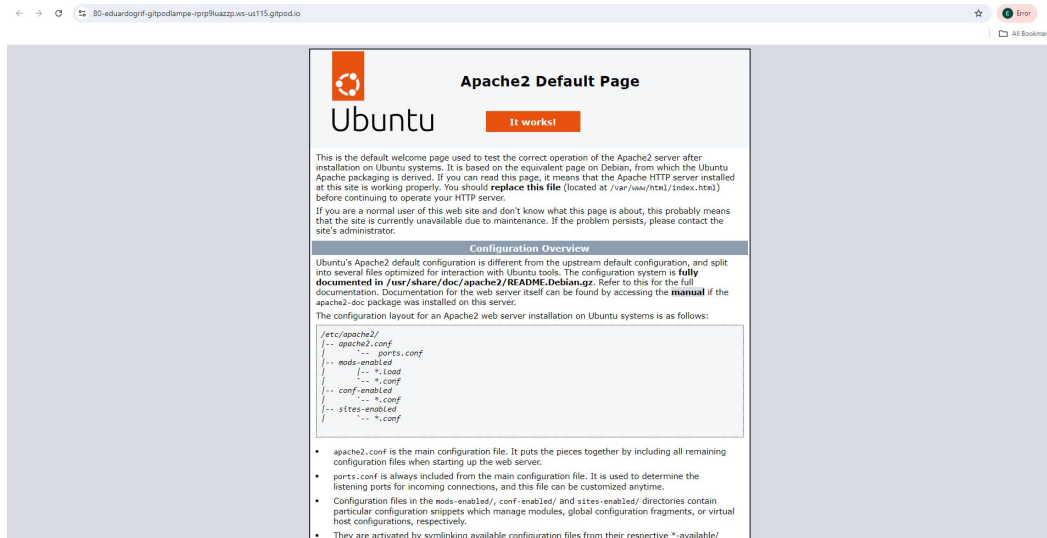 80-eduardogrif-gitpodlampe-rprp9luazzp.ws-us115.gitpod.io
E Error
All Bookmar
Ubuntu
Apache2 Default Page
It works!
This is the default welcome page used to test the correct operation of the Apache2 server after
installation on Ubuntu systems. It is based on the equivalent page on Debian, from which the Ubuntu
Apache packaging is derived. If you can read this page, it means that the Apache HTTP server installed
at this site is working properly. You should replace this file (located at /var/www/html/index.html)
before continuing to operate your HTTP server.
If you are a normal user of this web site and don't know what this page is about, this probably means
that the site is currently unavailable due to maintenance. If the problem persists, please contact the
site's administrator.
Configuration Overview
Ubuntu's Apache2 default configuration is different from the upstream default configuration, and split
into several files optimized for interaction with Ubuntu tools. The configuration system is fully
documented in /usr/share/doc/apache2/README.Debian.gz. Refer to this for the full
documentation. Documentation for the web server itself can be found by accessing the manual if the
apache2-doc package was installed on this server.
The configuration layout for an Apache2 web server installation on Ubuntu systems is as follows:
/etc/apache2/
|-- apache2.conf
|       `--  ports.conf
|-- mods-enabled
|       |-- *.load
|       `-- *.conf
|-- conf-enabled
|       `-- *.conf
|-- sites-enabled
|       `-- *.conf
• apache2.conf is the main configuration file. It puts the pieces together by including all remaining
configuration files when starting up the web server.
• ports.conf is always included from the main configuration file. It is used to determine the
listening ports for incoming connections, and this file can be customized anytime.
• Configuration files in the mods-enabled/, conf-enabled/ and sites-enabled/ directories contain
particular configuration snippets which manage modules, global configuration fragments, or virtual
host configurations, respectively.
• They are activated by symlinking available configuration files from their respective *-available/